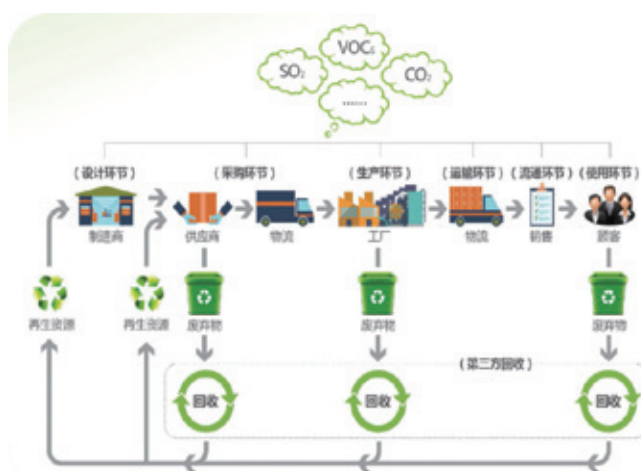 VOCs
SO2
CO2
......
(设计环节) (采购环节) (生产环节) (运输环节) (流通环节) (使用环节)
制造商 供应商 物流 工厂 物流 销售 顾客
再生资源 再生资源 废弃物 废弃物 废弃物
(第三方回收)
回收 回收 回收